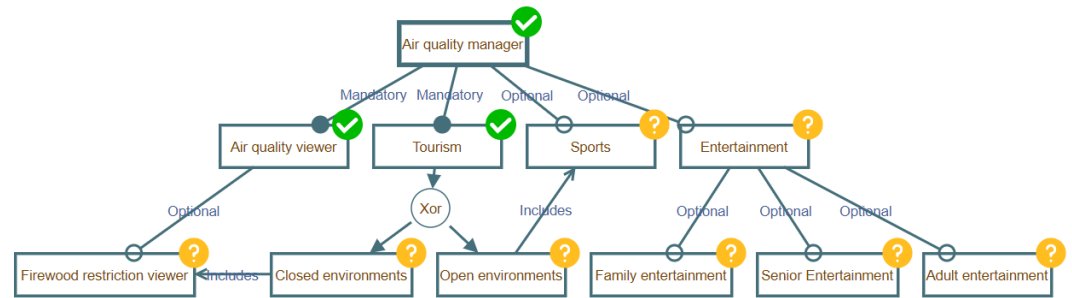 Air quality manager
Mandatory
Mandatory
Optional
Optional
Air quality viewer
Tourism
Sports
Entertainment
Xor
Optional
Includes
Optional
Optional
Optional
Firewood restriction viewer
Includes
Closed environments
Open environments
Family entertainment
Senior Entertainment
Adult entertainment